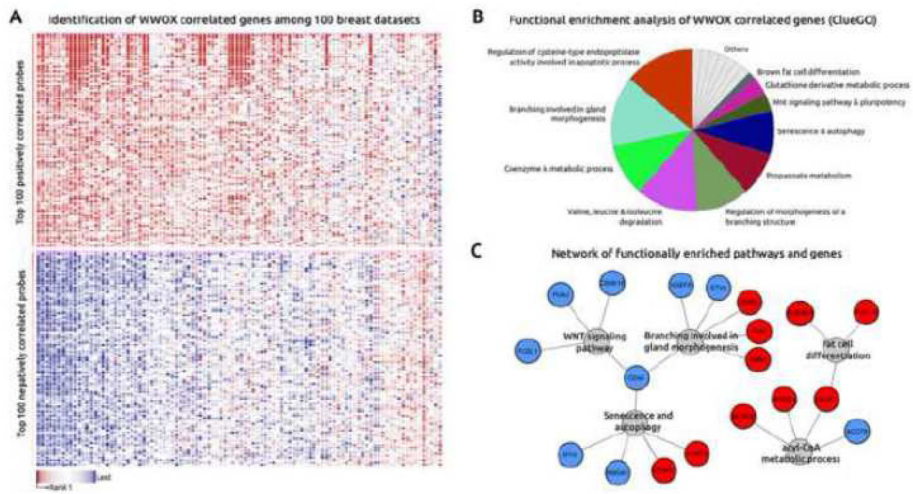 A
Identification of WWOX correlated genes among 100 breast datasets
Top 100 positively correlated probes
Top 100 negatively correlated probes
Rank 1
Last
B
Functional enrichment analysis of WWOX correlated genes (ClueGO)
Others
Regulation of cysteine-type endopeptidase
activity involved in apoptotic process
Brown fat cell differentiation
Glutathione derivative metabolic process
Wnt signaling pathway & pluripotency
Branching involved in gland
morphogenesis
Senescence & autophagy
Coenzyme A metabolic process
Propanoate metabolism
Valine, leucine & isoleucine
degradation
Regulation of morphogenesis of a
branching structure
C
Network of functionally enriched pathways and genes
WNT signaling
pathway
Branching involved in
gland morphogenesis
fat cell
differentiation
CD44
Senescence and
autophagy
acyl-CoA
metabolic process